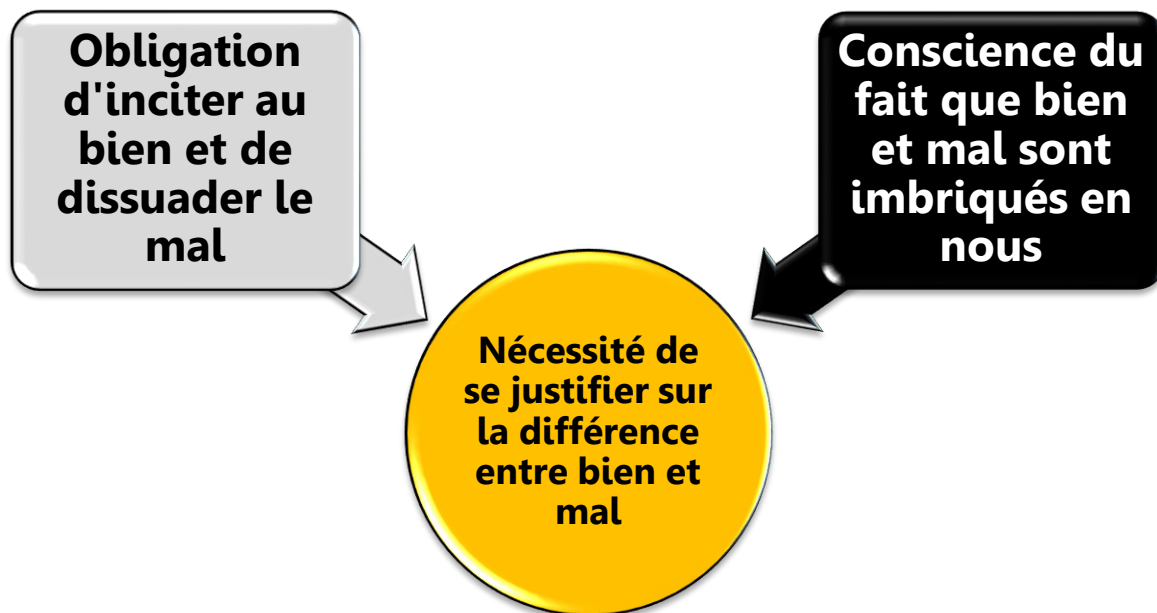 Obligation
d'inciter au
bien et de
dissuader le
mal
Conscience du
fait que bien
et mal sont
imbriqués en
nous
Nécessité de
se justifier sur
la différence
entre bien et
mal